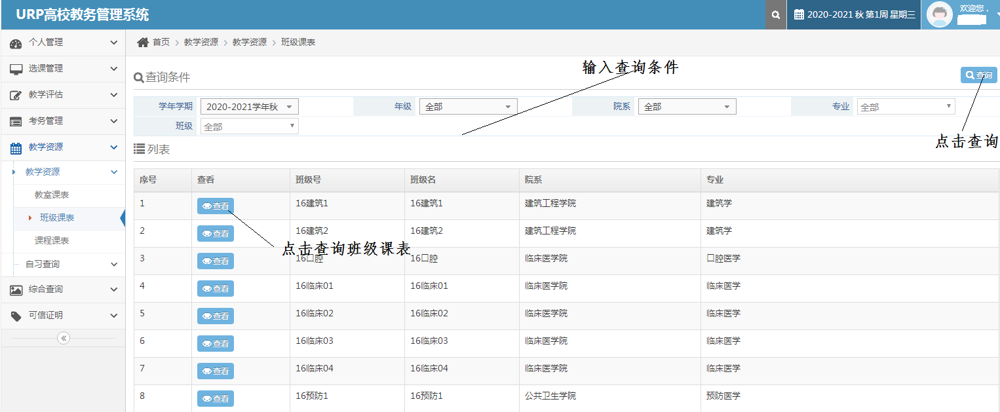 URP高校教务管理系统
2020-2021 秋 第1周 星期三
欢迎您，
个人管理
选课管理
教学评估
考务管理
教学资源
教学资源
教室课表
班级课表
课程课表
自习查询
综合查询
可信证明
首页 > 教学资源 > 教学资源 > 班级课表
查询条件
输入查询条件
查询
学年学期 2020-2021学年秋 年级 全部 院系 全部 专业 全部
班级 全部
点击查询
列表
序号 查看 班级号 班级名 院系 专业
1 查看 16建筑1 16建筑1 建筑工程学院 建筑学
2 查看 16建筑2 16建筑2 建筑工程学院 建筑学
点击查询班级课表
3 查看 16口腔 16口腔 临床医学院 口腔医学
4 查看 16临床01 16临床01 临床医学院 临床医学
5 查看 16临床02 16临床02 临床医学院 临床医学
6 查看 16临床03 16临床03 临床医学院 临床医学
7 查看 16临床04 16临床04 临床医学院 临床医学
8 查看 16预防1 16预防1 公共卫生学院 预防医学